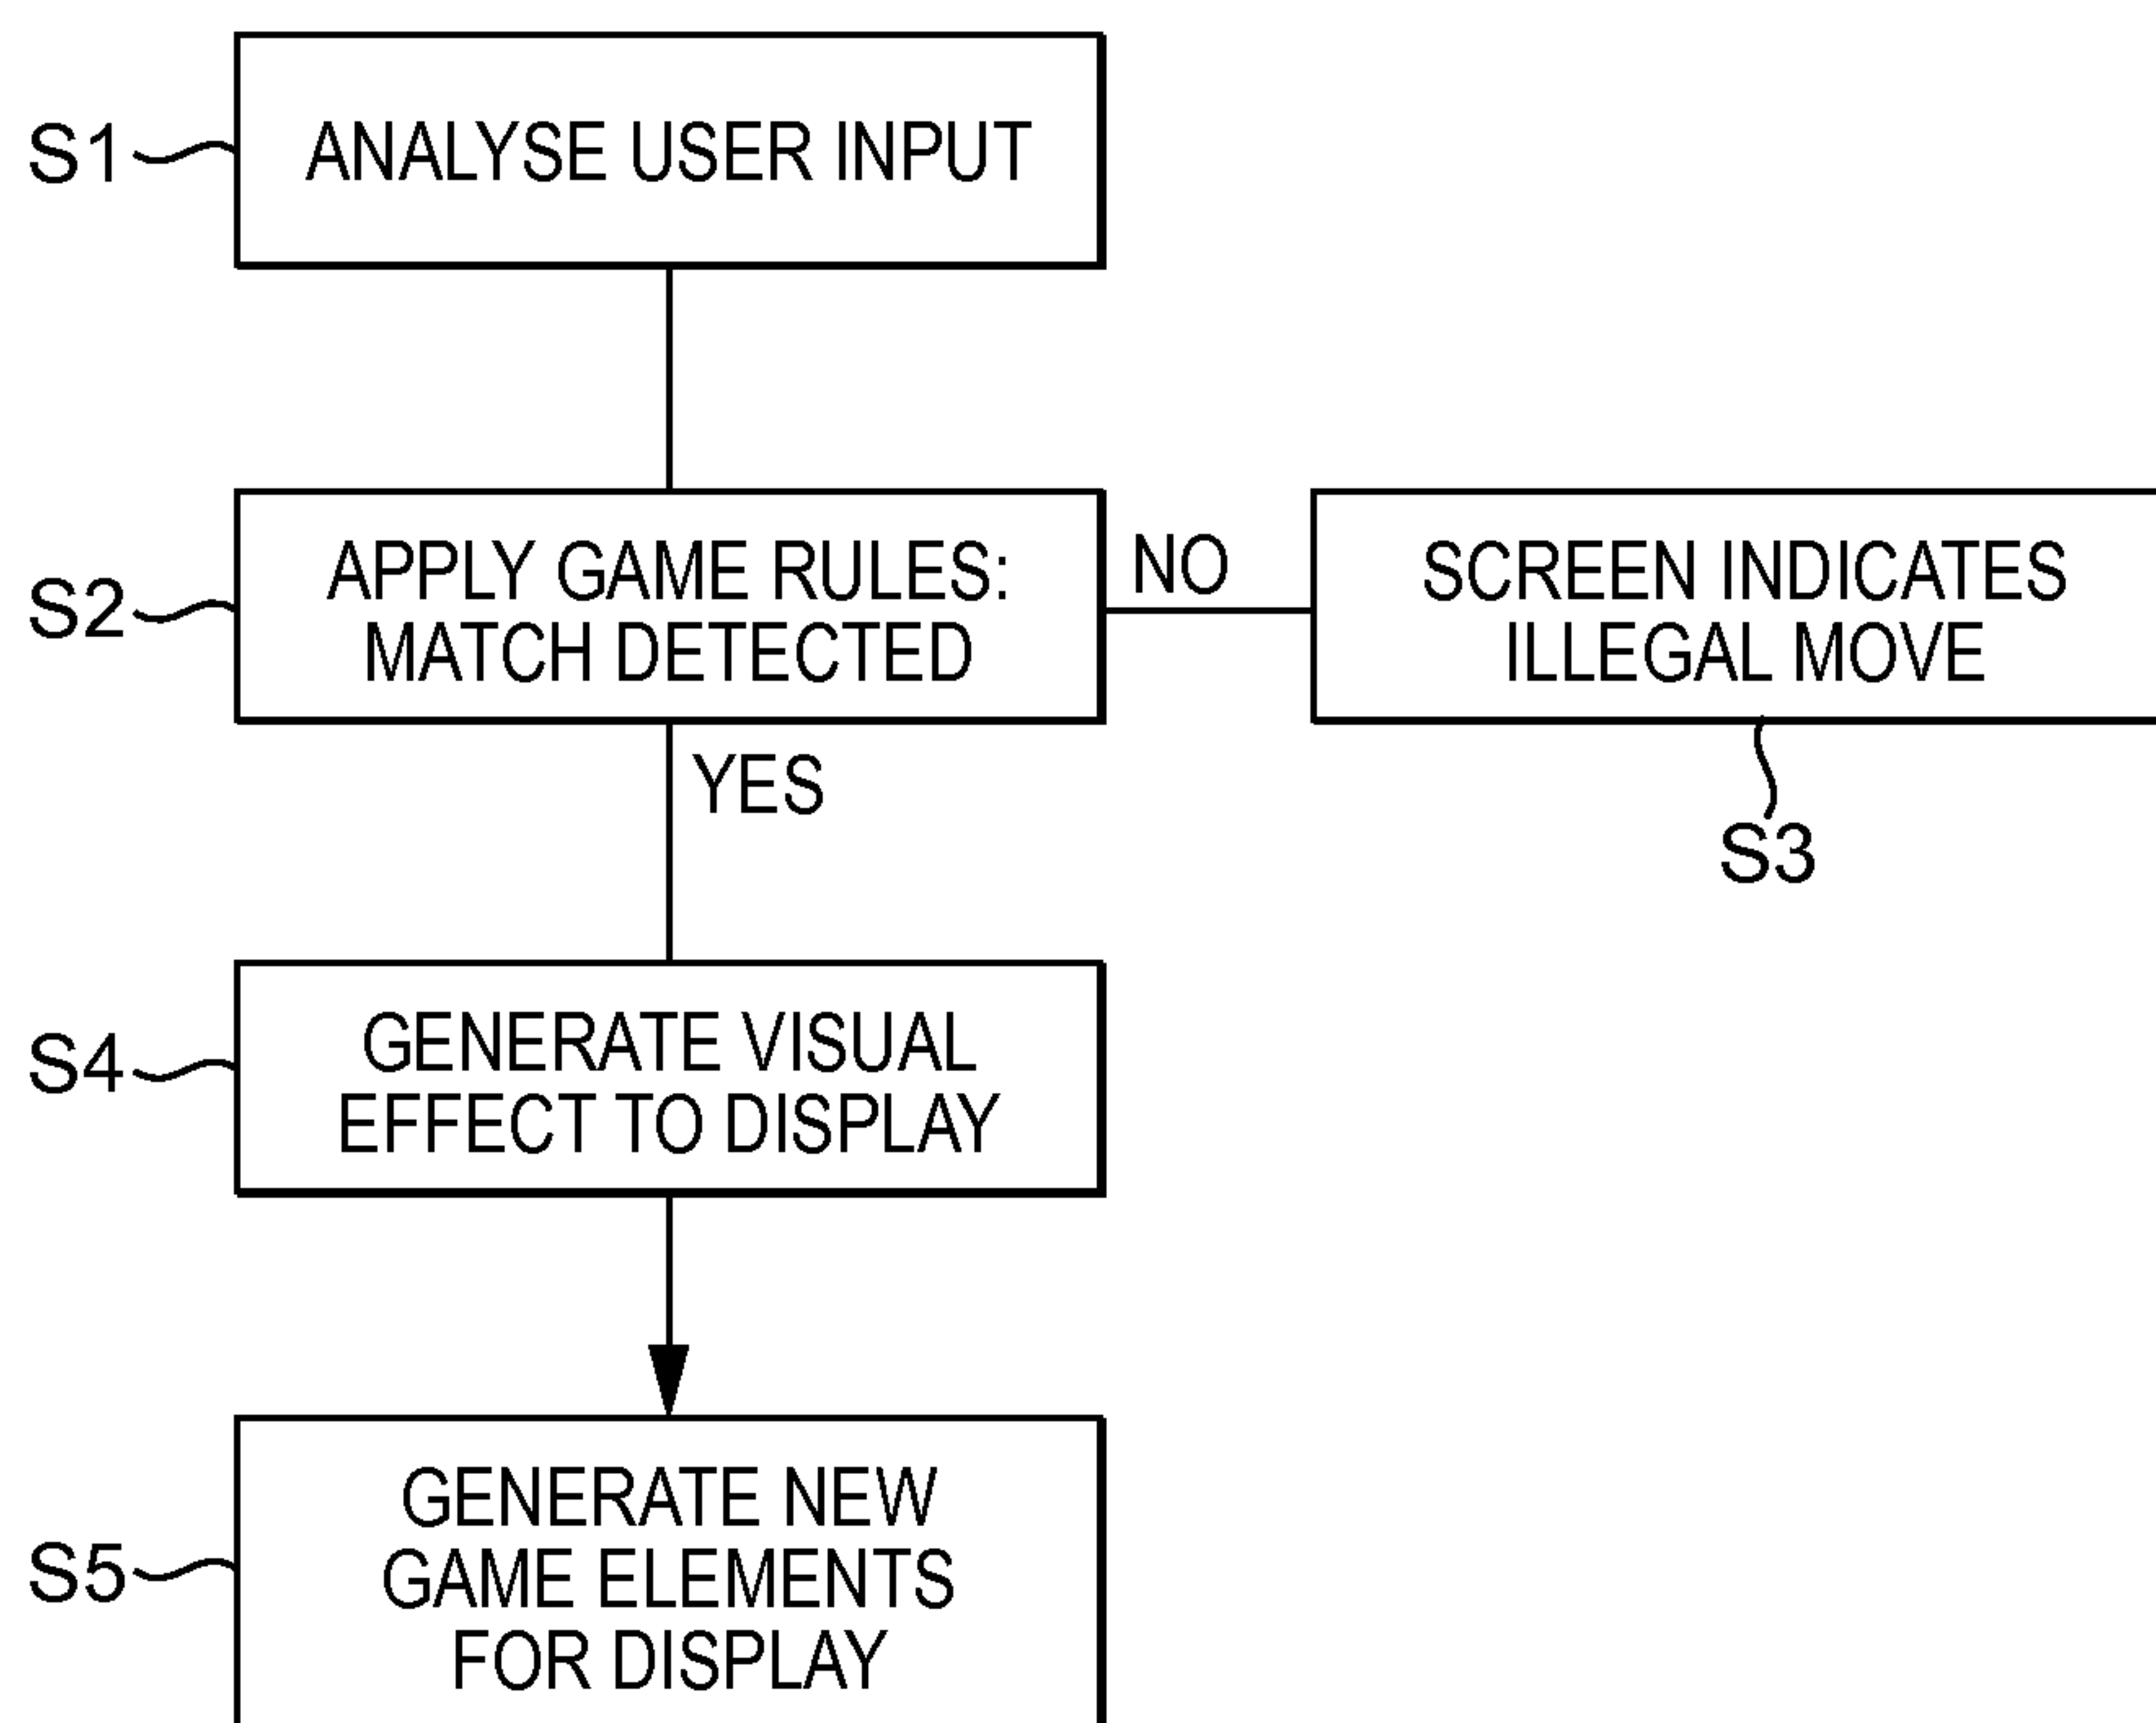 S1
ANALYSE USER INPUT
S2
APPLY GAME RULES:
MATCH DETECTED
NO
SCREEN INDICATES
ILLEGAL MOVE
S3
YES
S4
GENERATE VISUAL
EFFECT TO DISPLAY
S5
GENERATE NEW
GAME ELEMENTS
FOR DISPLAY